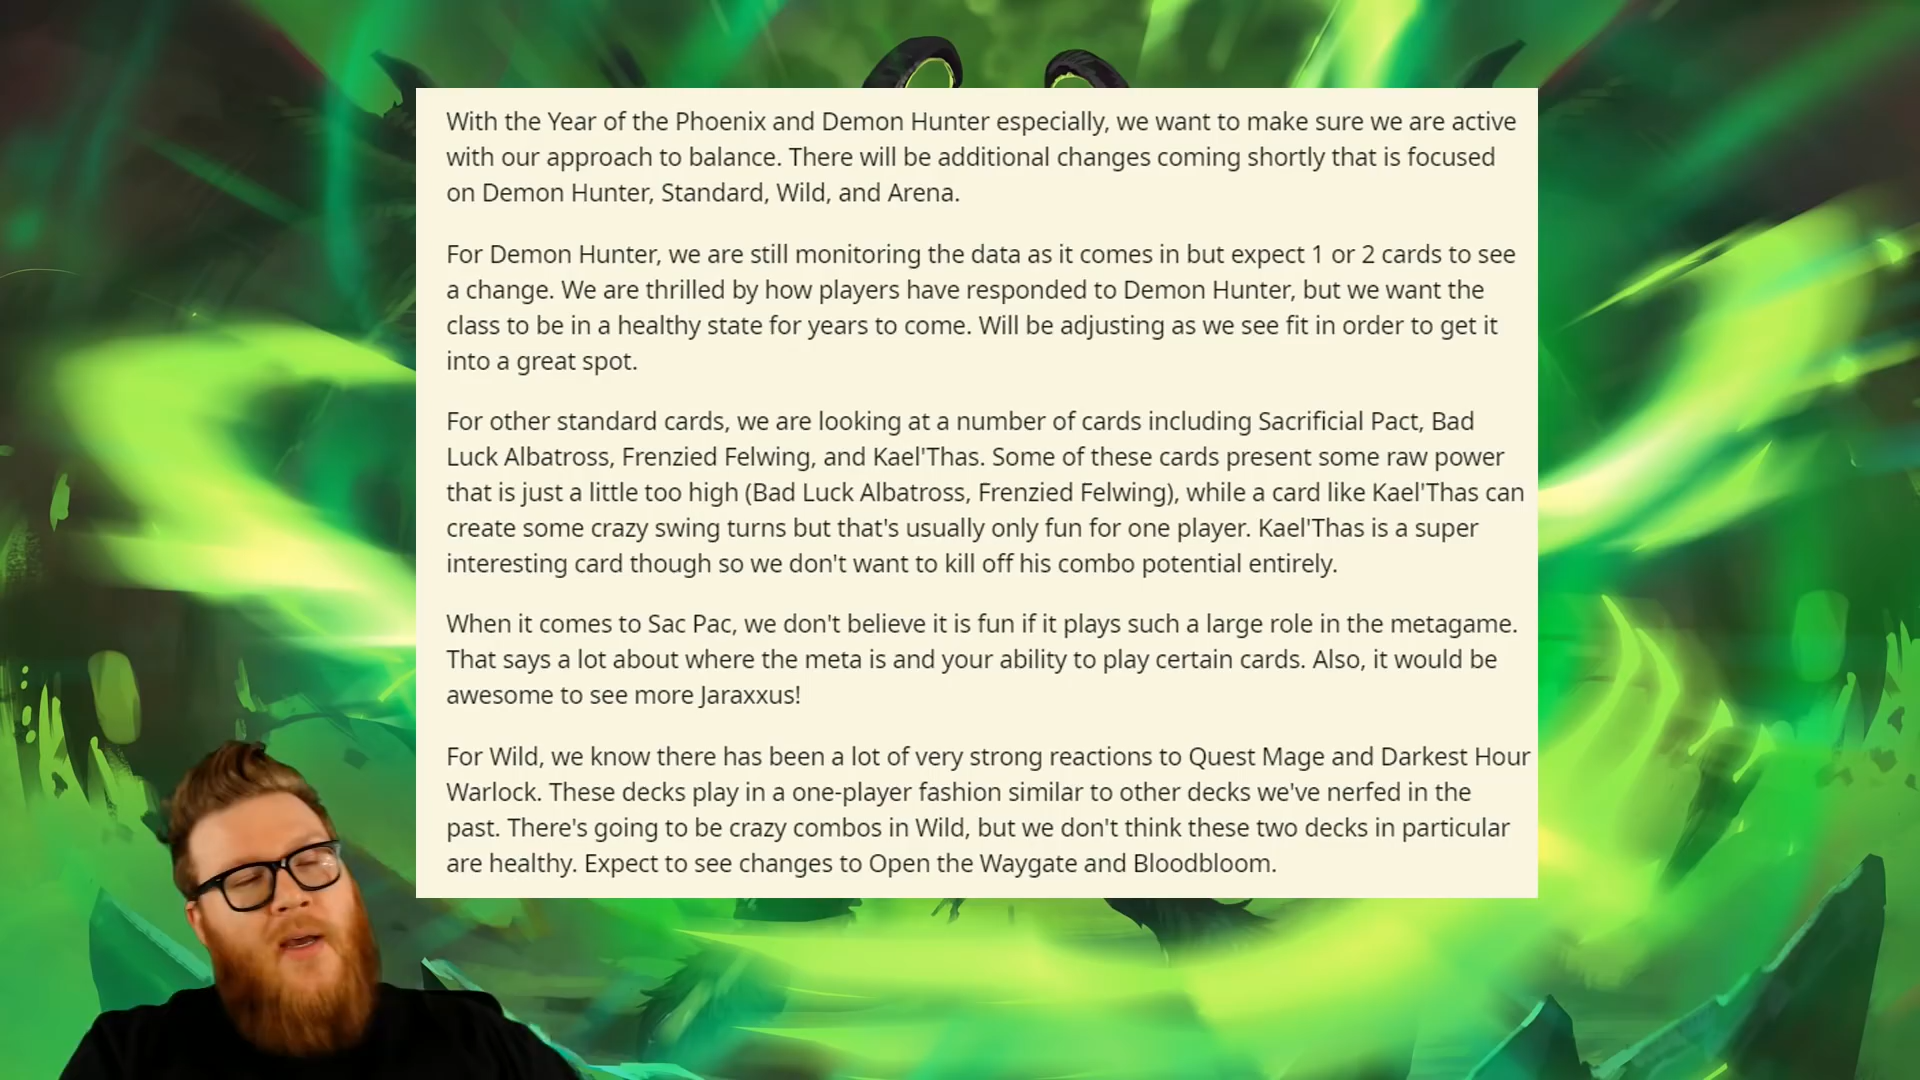 With the Year of the Phoenix and Demon Hunter especially, we want to make sure we are active
with our approach to balance. There will be additional changes coming shortly that is focused
on Demon Hunter, Standard, Wild, and Arena.
For Demon Hunter, we are still monitoring the data as it comes in but expect 1 or 2 cards to see
a change. We are thrilled by how players have responded to Demon Hunter, but we want the
class to be in a healthy state for years to come. Will be adjusting as we see fit in order to get it
into a great spot.
For other standard cards, we are looking at a number of cards including Sacrificial Pact, Bad
Luck Albatross, Frenzied Felwing, and Kael'Thas. Some of these cards present some raw power
that is just a little too high (Bad Luck Albatross, Frenzied Felwing), while a card like Kael'Thas can
create some crazy swing turns but that's usually only fun for one player. Kael'Thas is a super
interesting card though so we don't want to kill off his combo potential entirely.
When it comes to Sac Pac, we don't believe it is fun if it plays such a large role in the metagame.
That says a lot about where the meta is and your ability to play certain cards. Also, it would be
awesome to see more Jaraxxus!
For Wild, we know there has been a lot of very strong reactions to Quest Mage and Darkest Hour
Warlock. These decks play in a one-player fashion similar to other decks we've nerfed in the
past. There's going to be crazy combos in Wild, but we don't think these two decks in particular
are healthy. Expect to see changes to Open the Waygate and Bloodbloom.